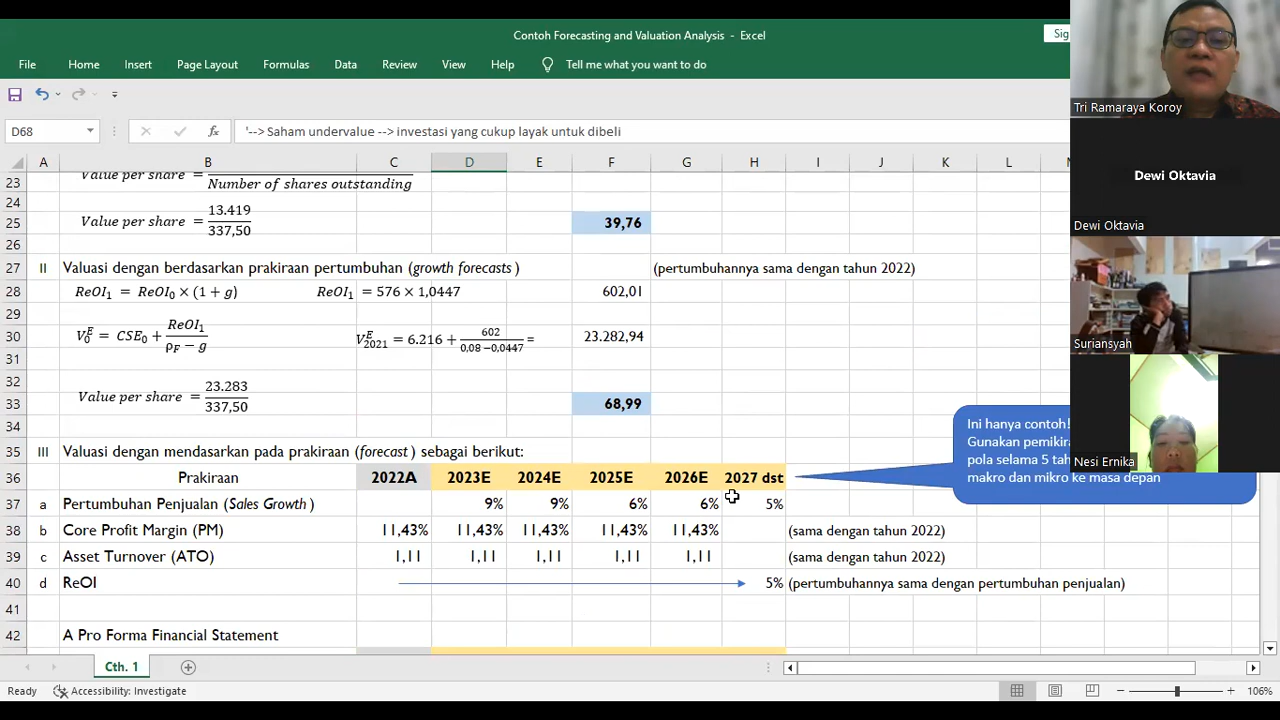 Contoh Forecasting and Valuation Analysis - Excel
Sig
File Home Insert Page Layout Formulas Data Review View Help Tell me what you want to do
D68 fx '--> Saham undervalue --> investasi yang cukup layak untuk dibeli
A B C D E F G H I J K L
23 Value per share =
Number of shares outstanding
24
25 Value per share = 13.419 / 337,50 39,76
26
27 II Valuasi dengan berdasarkan prakiraan pertumbuhan (growth forecasts) (pertumbuhannya sama dengan tahun 2022)
28 ReOI₁ = ReOI₀ × (1 + g) ReOI₁ = 576 × 1,0447 602,01
29
30 V₀ᴱ = CSE₀ + ReOI₁ / ρF − g Vᴱ₂₀₂₁ = 6.216 + 602 / 0,08 −0,0447 = 23.282,94
31
32
33 Value per share = 23.283 / 337,50 68,99
34
35 III Valuasi dengan mendasarkan pada prakiraan (forecast) sebagai berikut:
36 Prakiraan 2022A 2023E 2024E 2025E 2026E 2027 dst
37 a Pertumbuhan Penjualan (Sales Growth) 9% 9% 6% 6% 5%
38 b Core Profit Margin (PM) 11,43% 11,43% 11,43% 11,43% 11,43% (sama dengan tahun 2022)
39 c Asset Turnover (ATO) 1,11 1,11 1,11 1,11 1,11 (sama dengan tahun 2022)
40 d ReOI 5% (pertumbuhannya sama dengan pertumbuhan penjualan)
41
42 A Pro Forma Financial Statement
Ini hanya contoh!
Gunakan pemikira
pola selama 5 tah
makro dan mikro ke masa depan
Cth. 1
Ready Accessibility: Investigate 106%
Tri Ramaraya Koroy
Dewi Oktavia
Dewi Oktavia
Suriansyah
Nesi Ernika